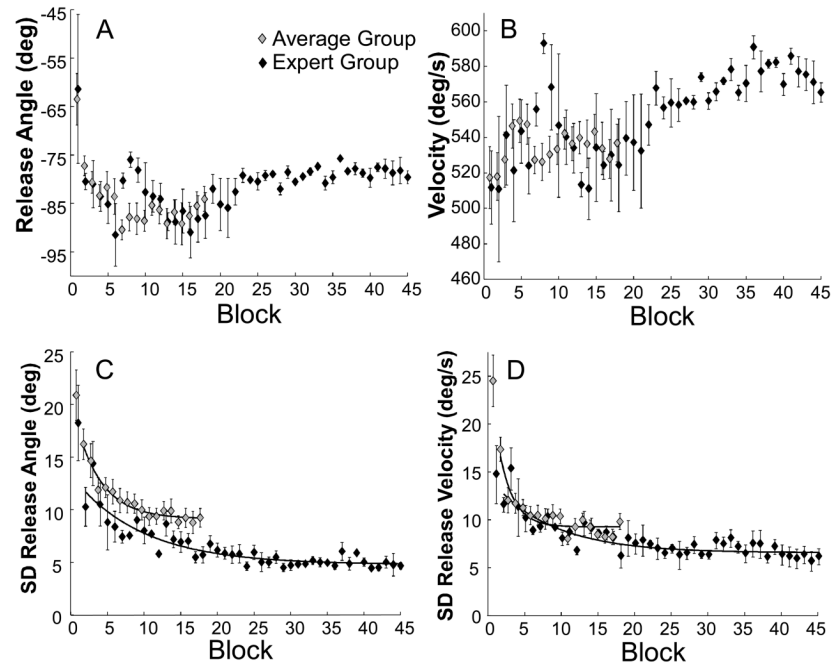 A
Average Group
Expert Group
Release Angle (deg)
-45
-55
-75
-85
-95
0 5 10 15 20 25 30 35 40 45
Block
B
Velocity (deg/s)
600
580
560
540
520
500
480
460
0 5 10 15 20 25 30 35 40 45
Block
C
SD Release Angle (deg)
25
20
15
10
5
0
0 5 10 15 20 25 30 35 40 45
Block
D
SD Release Velocity (deg/s)
25
20
15
10
5
0
0 5 10 15 20 25 30 35 40 45
Block